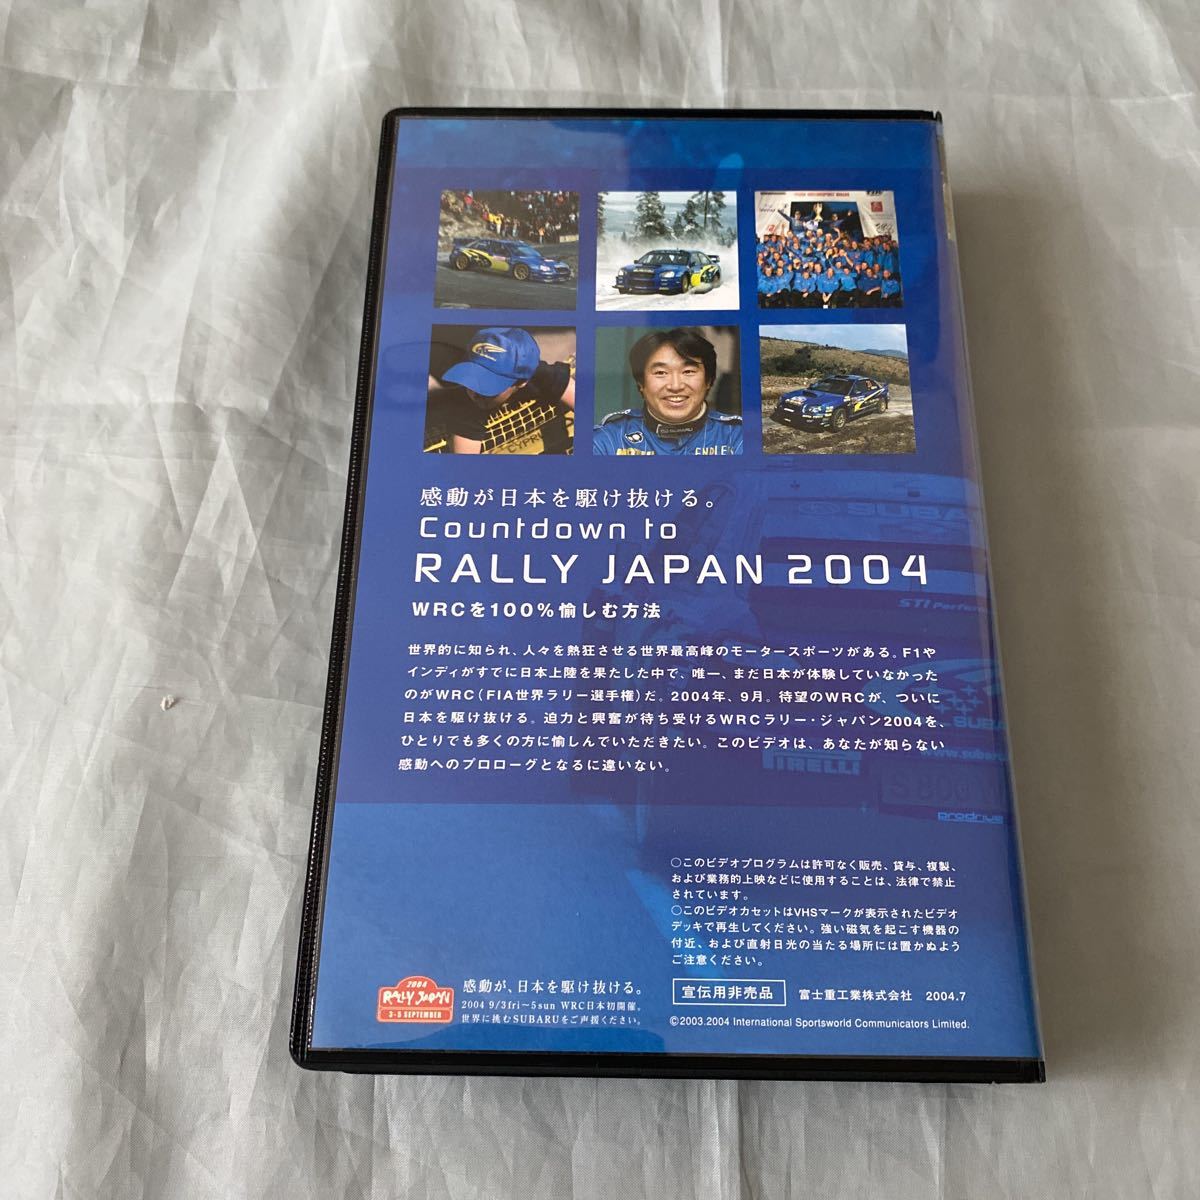 CYPR
SUBARU
ENDLES
感動が日本を駆け抜ける。
Countdown to
RALLY JAPAN 2004
WRCを100%愉しむ方法
世界的に知られ、人々を熱狂させる世界最高峰のモータースポーツがある。F1や
インディがすでに日本上陸を果たした中で、唯一、まだ日本が体験していなかった
のがWRC(FIA世界ラリー選手権)だ。2004年、9月。待望のWRCが、ついに
日本を駆け抜ける。迫力と興奮が待ち受けるWRCラリー・ジャパン2004を、
ひとりでも多くの方に愉しんでいただきたい。このビデオは、あなたが知らない
感動へのプロローグとなるに違いない。
SUBAR
STI Perform
SUBAR
www.subaru
PIRELLI
prodrive
○このビデオプログラムは許可なく販売、貸与、複製、
および業務的上映などに使用することは、法律で禁止
されています。
○このビデオカセットはVHSマークが表示されたビデオ
デッキで再生してください。強い磁気を起こす機器の
付近、および直射日光の当たる場所には置かぬよう
ご注意ください。
2004
RALLY JAPAN
3-5 SEPTEMBER
感動が、日本を駆け抜ける。
2004 9/3fri～5sun WRC日本初開催。
世界に挑むSUBARUをご声援ください。
宣伝用非売品 富士重工業株式会社 2004.7
©2003.2004 International Sportsworld Communicators Limited.